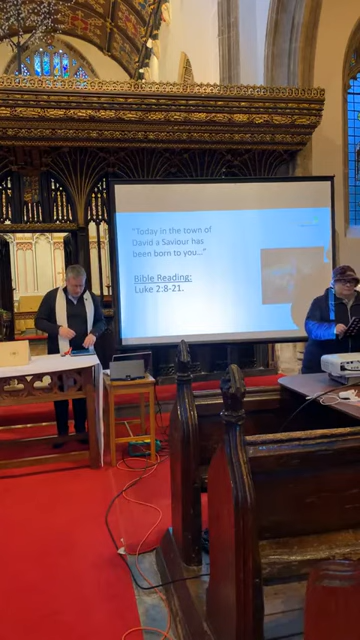 "Today in the town of
David a Saviour has
been born to you..."
Bible Reading:
Luke 2:8-21.